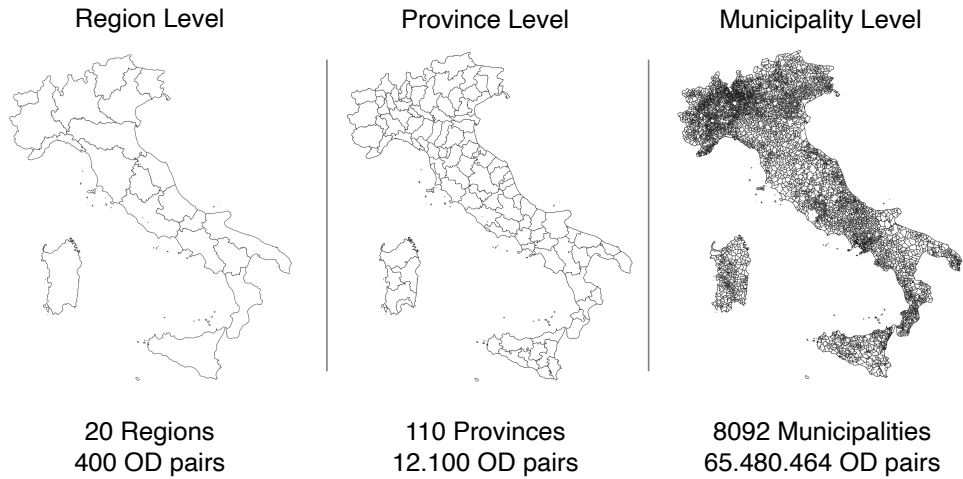 Region Level
Province Level
Municipality Level
20 Regions
400 OD pairs
110 Provinces
12.100 OD pairs
8092 Municipalities
65.480.464 OD pairs